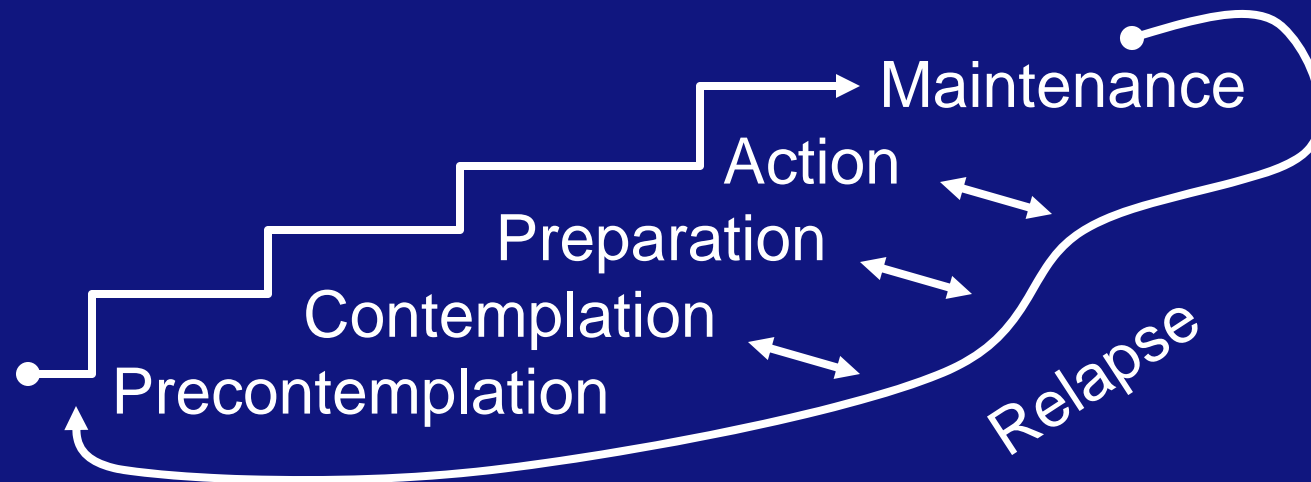 Maintenance
Action
Preparation
Contemplation
Precontemplation
Relapse